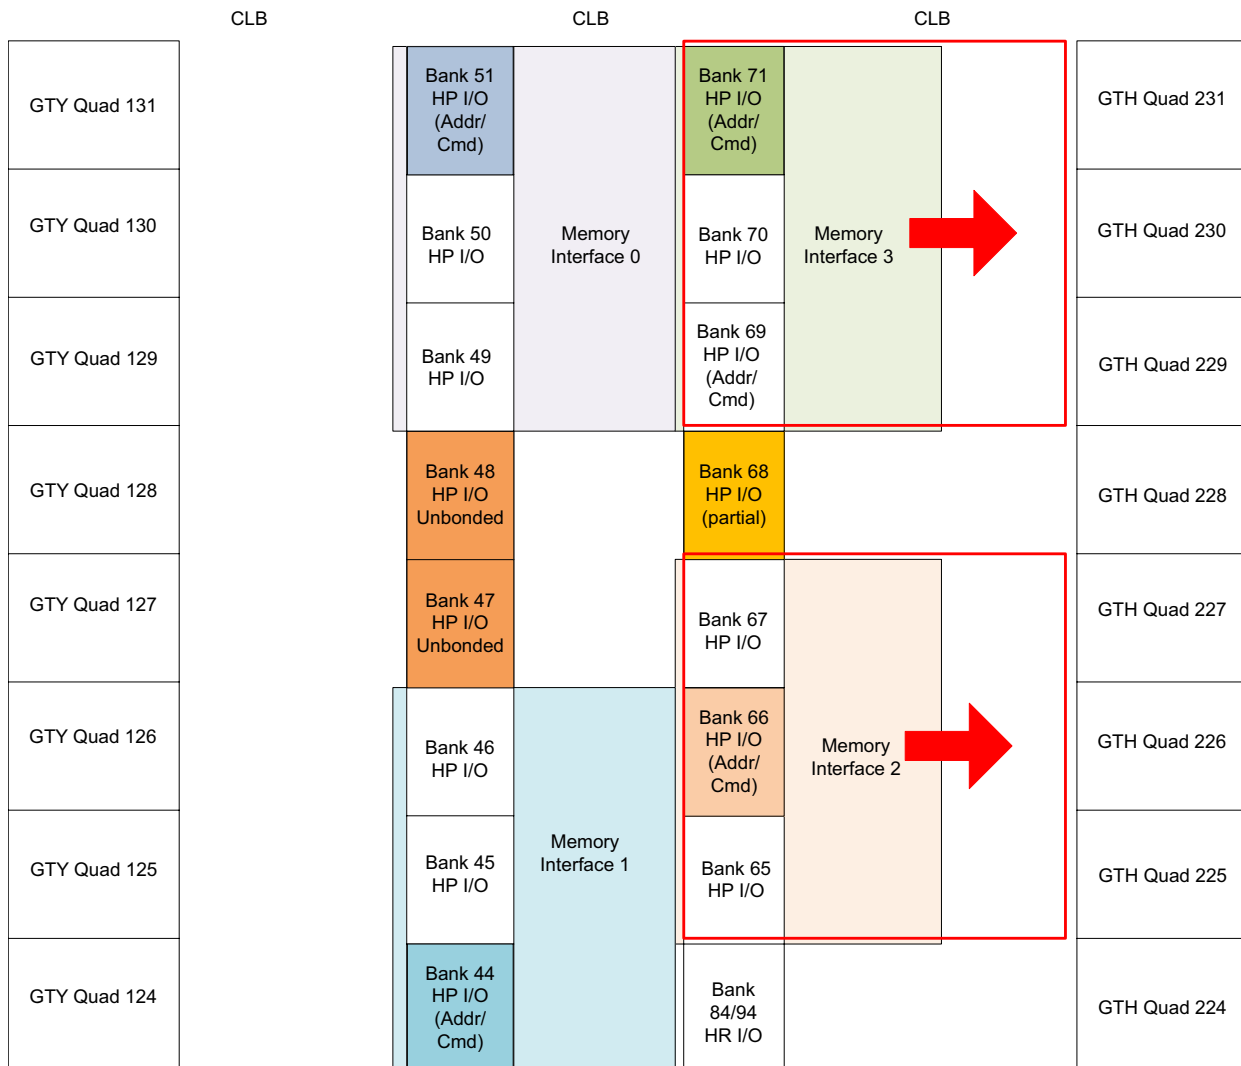 CLB
CLB
CLB
GTY Quad 131
GTY Quad 130
GTY Quad 129
GTY Quad 128
GTY Quad 127
GTY Quad 126
GTY Quad 125
GTY Quad 124
Bank 51
HP I/O
(Addr/
Cmd)
Bank 50
HP I/O
Bank 49
HP I/O
Bank 48
HP I/O
Unbonded
Bank 47
HP I/O
Unbonded
Bank 46
HP I/O
Bank 45
HP I/O
Bank 44
HP I/O
(Addr/
Cmd)
Memory
Interface 0
Memory
Interface 1
Bank 71
HP I/O
(Addr/
Cmd)
Bank 70
HP I/O
Bank 69
HP I/O
(Addr/
Cmd)
Bank 68
HP I/O
(partial)
Bank 67
HP I/O
Bank 66
HP I/O
(Addr/
Cmd)
Bank 65
HP I/O
Bank
84/94
HR I/O
Memory
Interface 3
Memory
Interface 2
GTH Quad 231
GTH Quad 230
GTH Quad 229
GTH Quad 228
GTH Quad 227
GTH Quad 226
GTH Quad 225
GTH Quad 224